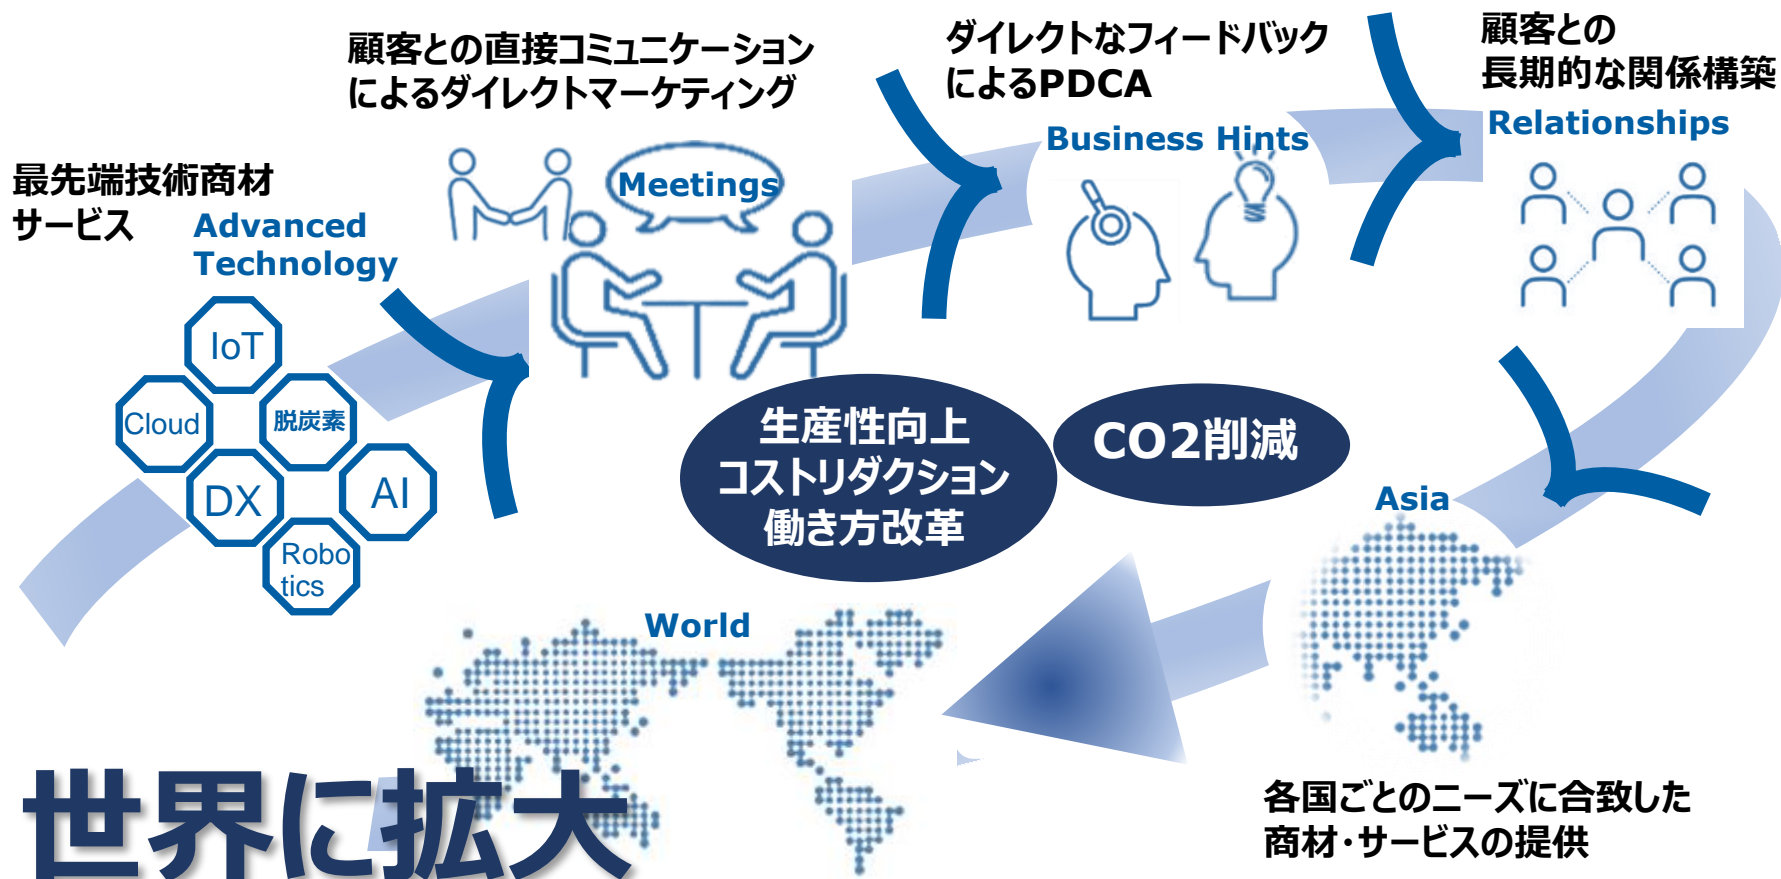 最先端技術商材
サービス
Advanced
Technology
IoT
Cloud
脱炭素
DX
AI
Robo
tics
顧客との直接コミュニケーション
によるダイレクトマーケティング
Meetings
ダイレクトなフィードバック
によるPDCA
Business Hints
顧客との
長期的な関係構築
Relationships
生産性向上
コストリダクション
働き方改革
CO2削減
Asia
各国ごとのニーズに合致した
商材・サービスの提供
World
世界に拡大